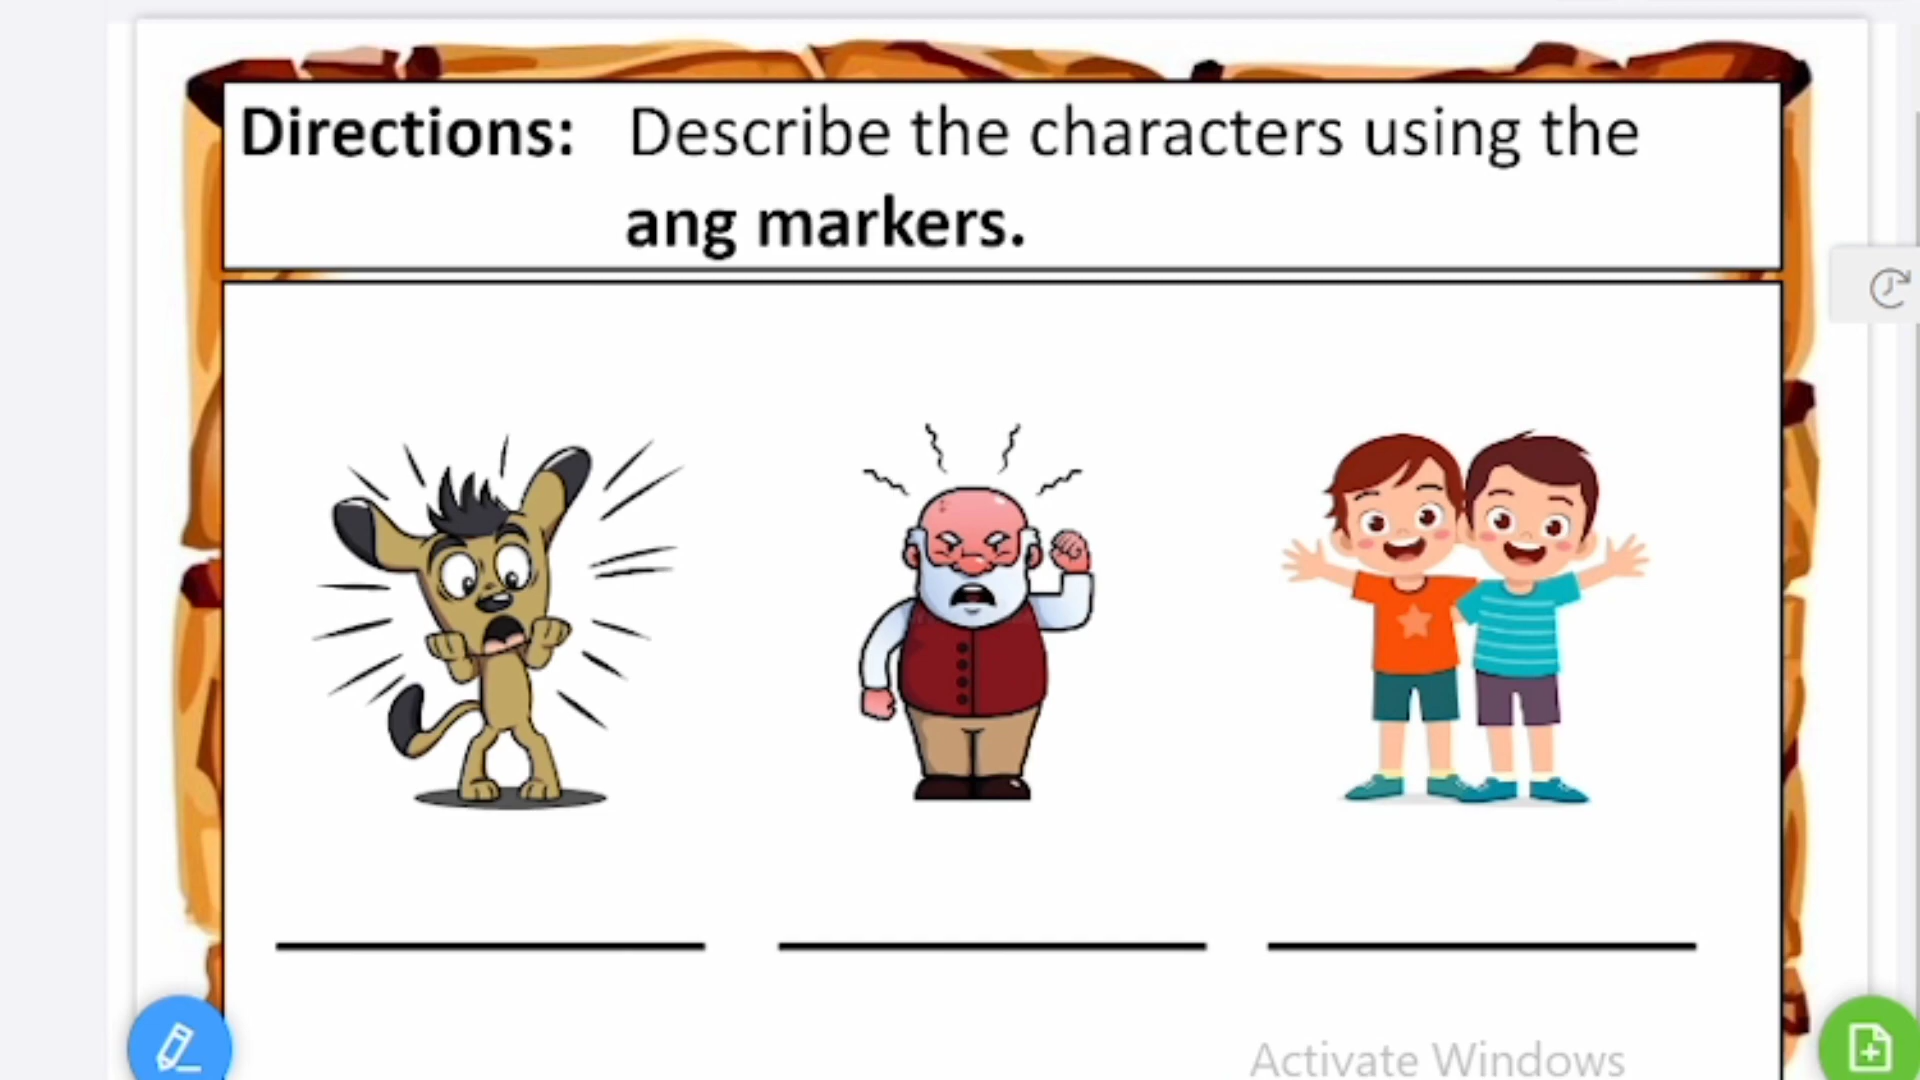 Directions: Describe the characters using the
ang markers.
Activate Windows